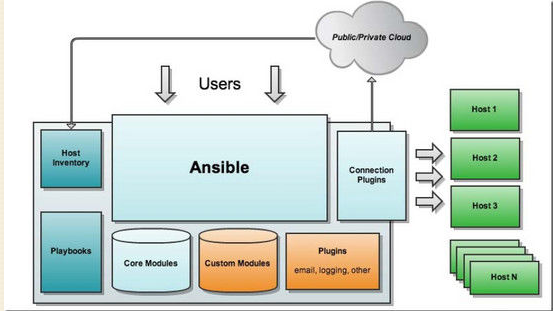 Public/Private Cloud
Users
Host
Inventory
Ansible
Connection
Plugins
Host 1
Host 2
Host 3
Host N
Playbooks
Core Modules
Custom Modules
Plugins
email, logging, other